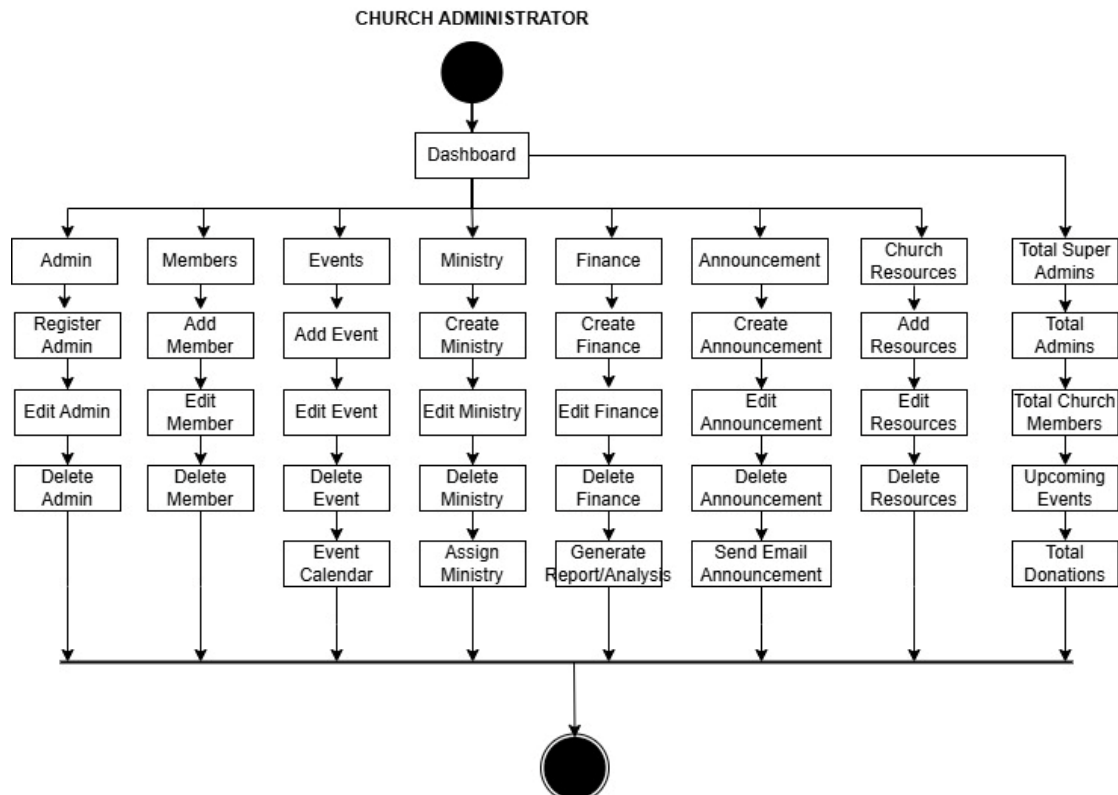 CHURCH ADMINISTRATOR
Dashboard
Admin
Members
Events
Ministry
Finance
Announcement
Church
Resources
Total Super
Admins
Register
Admin
Add
Member
Add Event
Create
Ministry
Create
Finance
Create
Announcement
Add
Resources
Total
Admins
Edit Admin
Edit
Member
Edit Event
Edit Ministry
Edit Finance
Edit
Announcement
Edit
Resources
Total Church
Members
Delete
Admin
Delete
Member
Delete
Event
Delete
Ministry
Delete
Finance
Delete
Announcement
Delete
Resources
Upcoming
Events
Event
Calendar
Assign
Ministry
Generate
Report/Analysis
Send Email
Announcement
Total
Donations